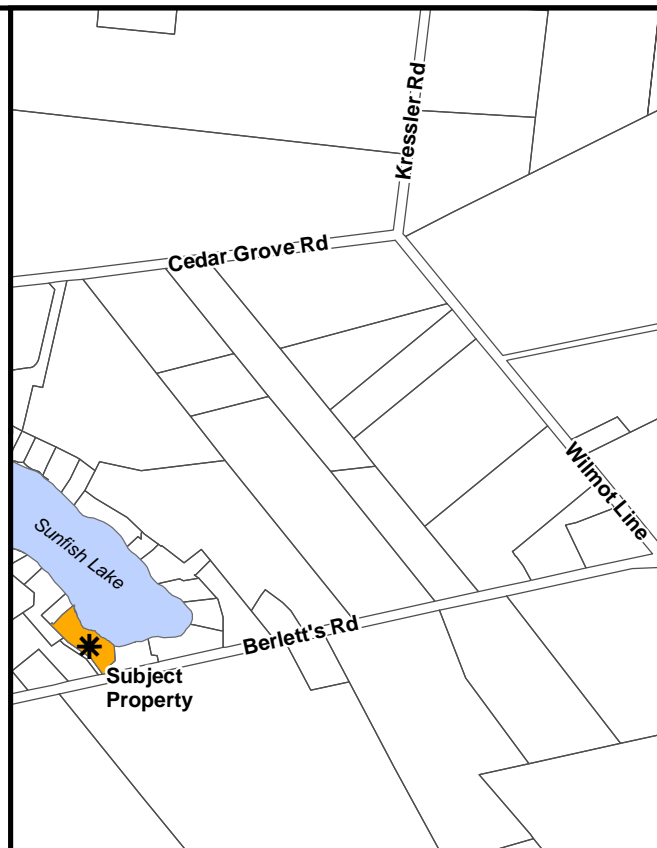 Kressler Rd
Cedar Grove Rd
Wilmot Line
Sunfish Lake
Berlett's Rd
Subject
Property